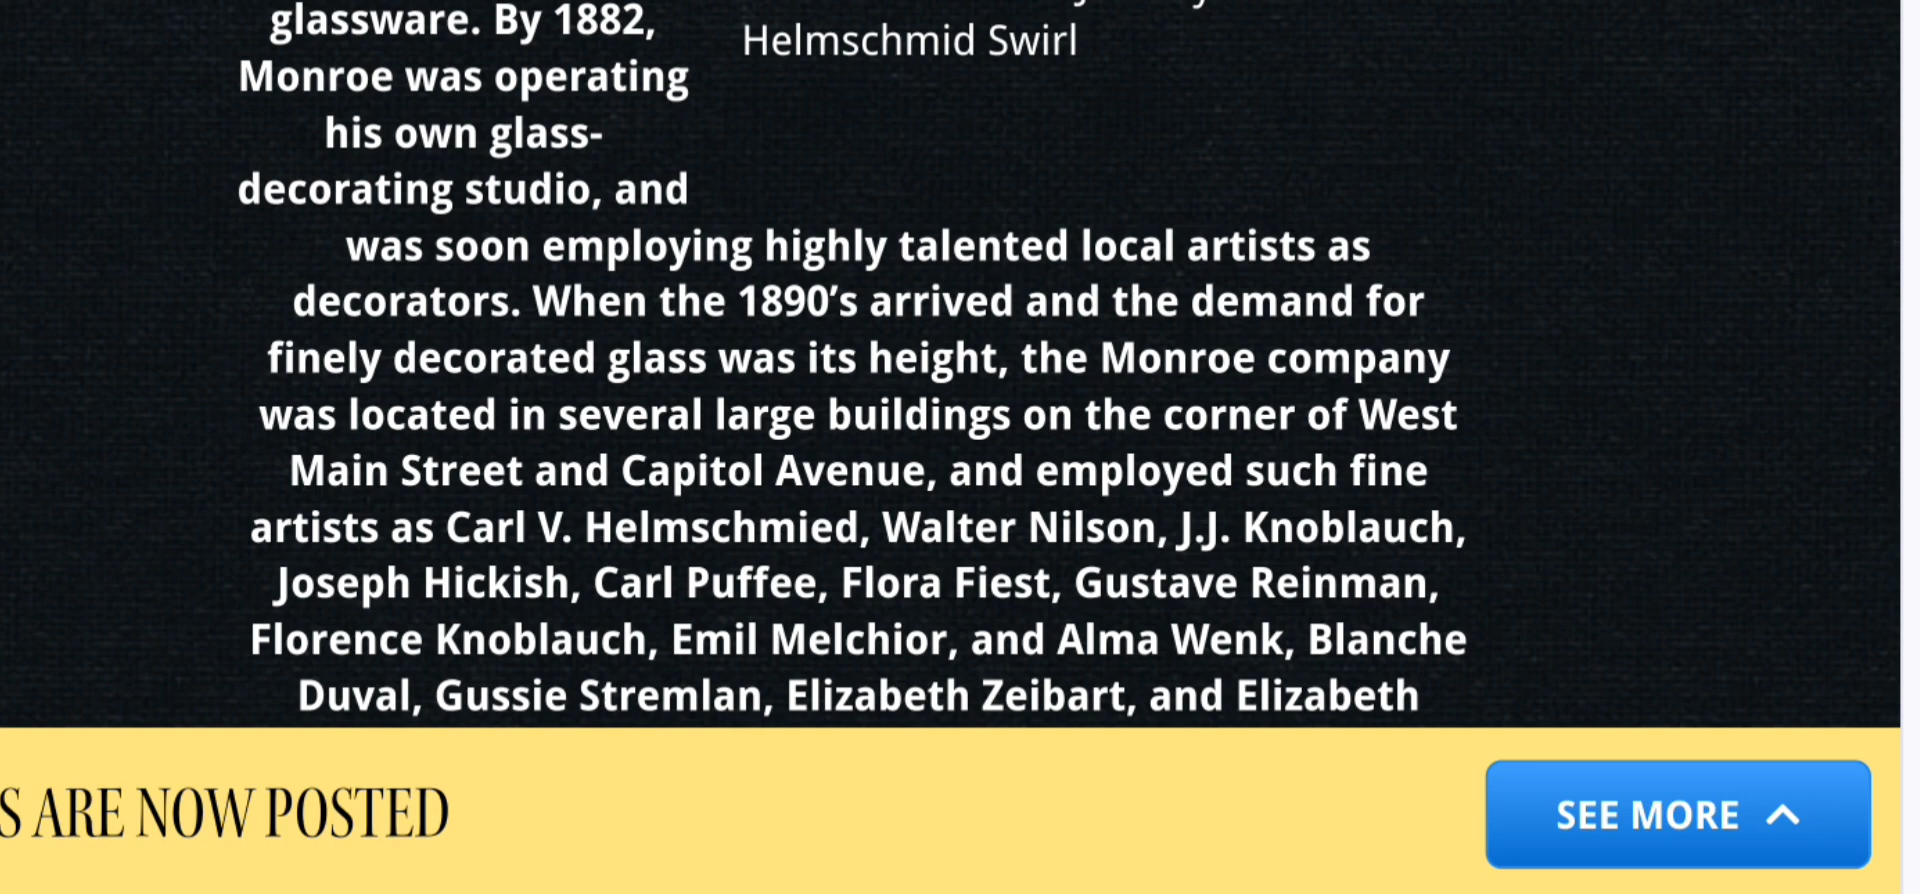 glassware. By 1882,
Monroe was operating
his own glass-
decorating studio, and
Helmschmid Swirl
was soon employing highly talented local artists as
decorators. When the 1890’s arrived and the demand for
finely decorated glass was its height, the Monroe company
was located in several large buildings on the corner of West
Main Street and Capitol Avenue, and employed such fine
artists as Carl V. Helmschmied, Walter Nilson, J.J. Knoblauch,
Joseph Hickish, Carl Puffee, Flora Fiest, Gustave Reinman,
Florence Knoblauch, Emil Melchior, and Alma Wenk, Blanche
Duval, Gussie Stremlan, Elizabeth Zeibart, and Elizabeth
S ARE NOW POSTED
SEE MORE